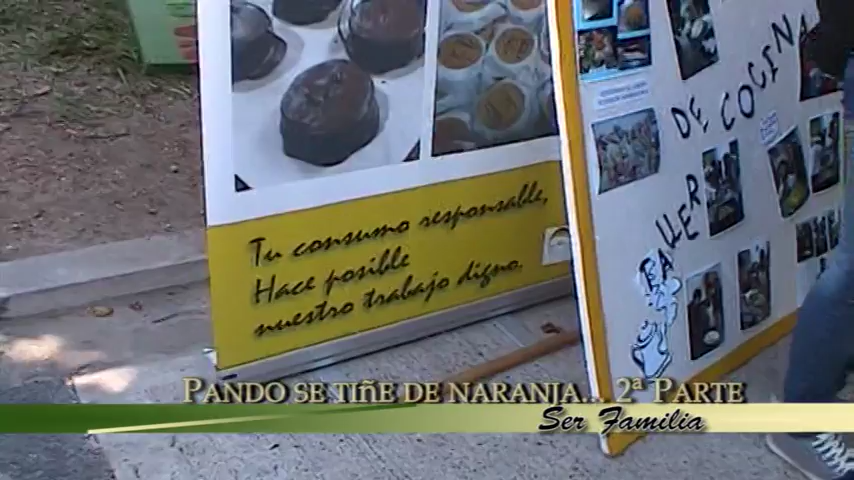 Tu consumo responsable,
Hace posible
nuestro trabajo digno.
TALLER DE COCINA
PANDO SE TIÑE DE NARANJA... 2ª PARTE
Ser Familia